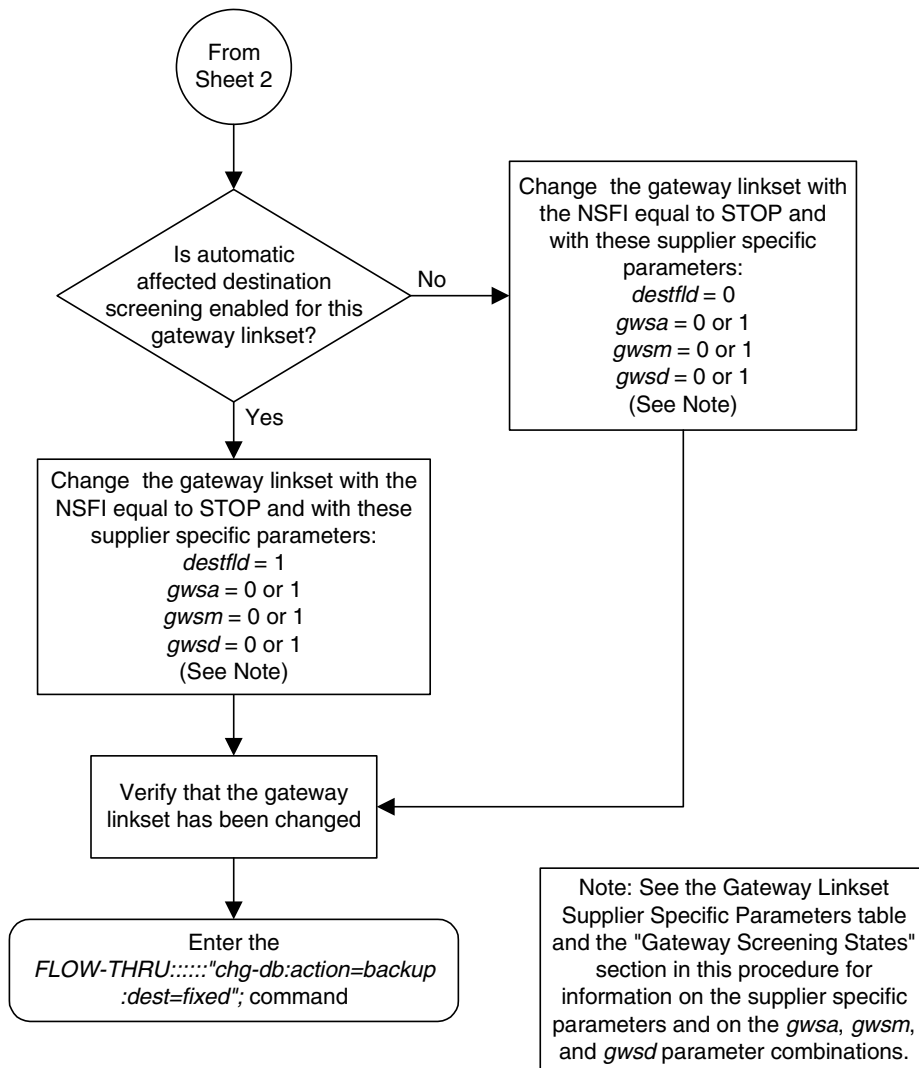 From
Sheet 2
Is automatic
affected destination
screening enabled for this
gateway linkset?
No
Change  the gateway linkset with
the NSFI equal to STOP and
with these supplier specific
parameters:
destfld = 0
gwsa = 0 or 1
gwsm = 0 or 1
gwsd = 0 or 1
(See Note)
Yes
Change  the gateway linkset with the
NSFI equal to STOP and with these
supplier specific parameters:
destfld = 1
gwsa = 0 or 1
gwsm = 0 or 1
gwsd = 0 or 1
(See Note)
Verify that the gateway
linkset has been changed
Enter the
FLOW-THRU::::::"chg-db:action=backup
:dest=fixed"; command
Note: See the Gateway Linkset
Supplier Specific Parameters table
and the "Gateway Screening States"
section in this procedure for
information on the supplier specific
parameters and on the gwsa, gwsm,
and gwsd parameter combinations.